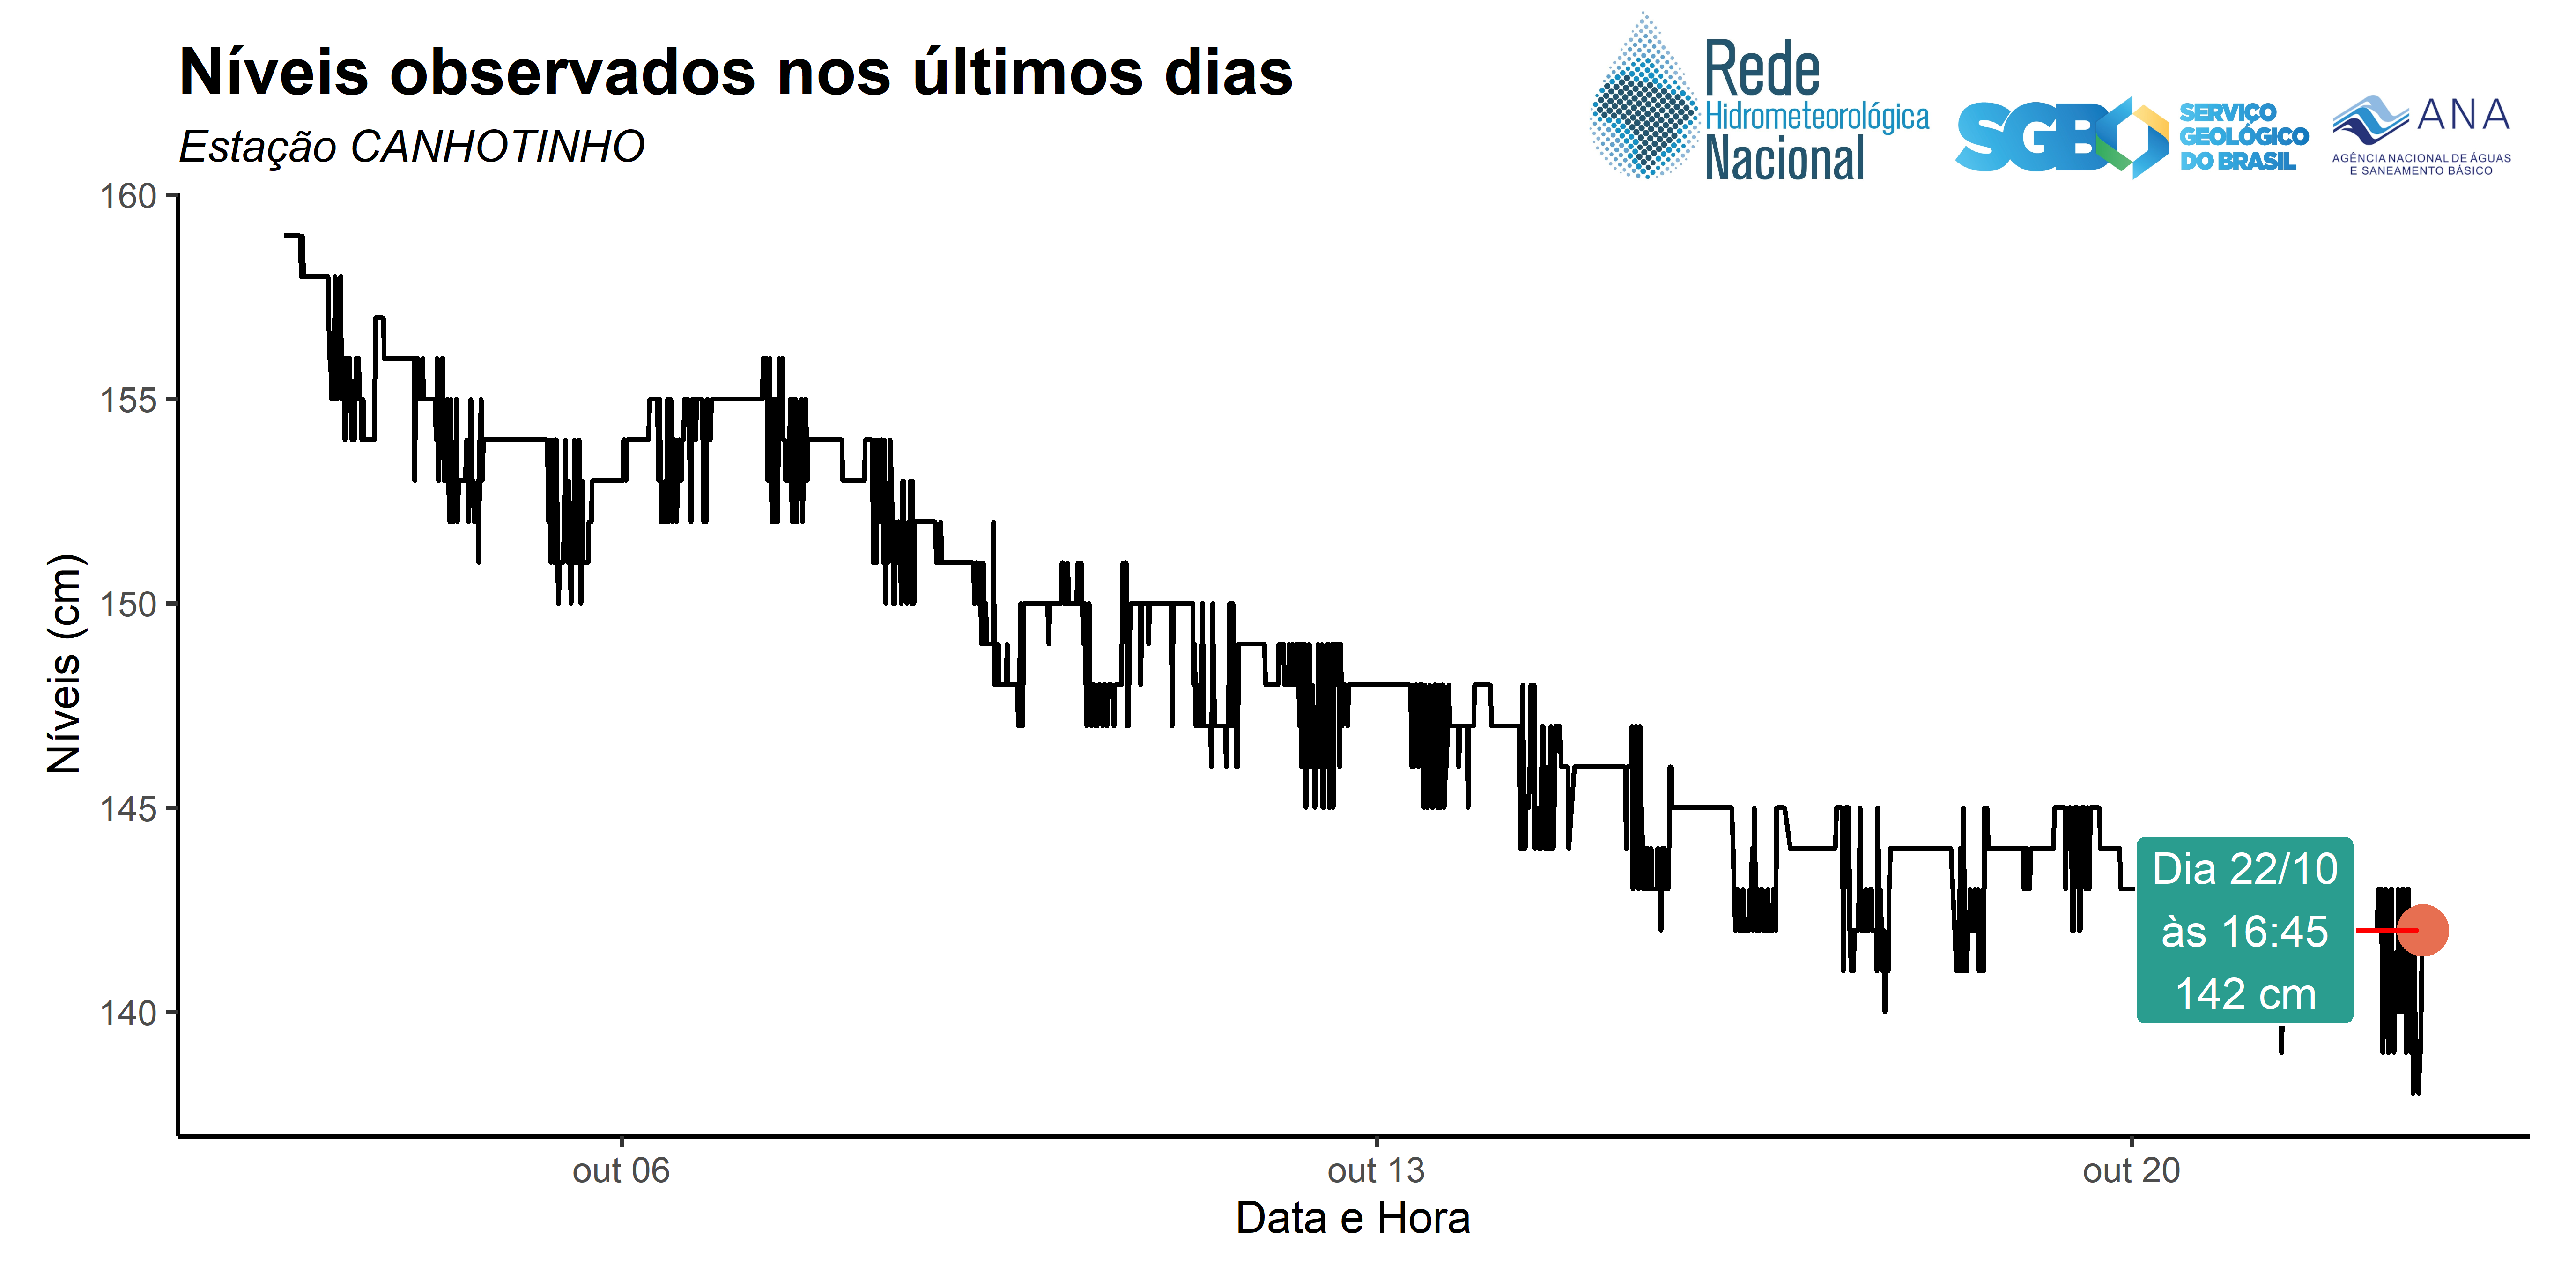 Níveis observados nos últimos dias
Estação CANHOTINHO
Rede
Hidrometeorológica
Nacional
SGB
SERVIÇO
GEOLÓGICO
DO BRASIL
ANA
AGÊNCIA NACIONAL DE ÁGUAS
E SANEAMENTO BÁSICO
Níveis (cm)
160
155
150
145
140
Dia 22/10
às 16:45
142 cm
out 06
out 13
out 20
Data e Hora